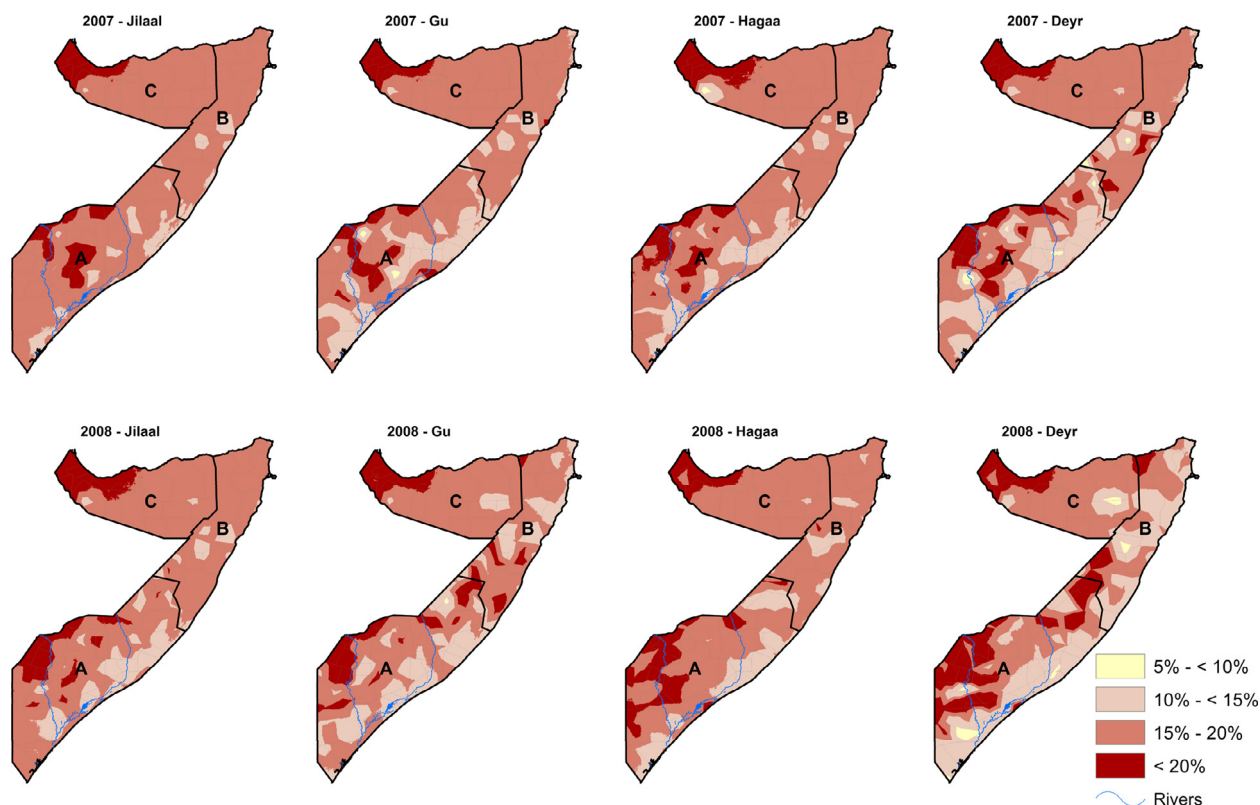 2007 - Jilaal
2007 - Gu
2007 - Hagaa
2007 - Deyr
C
B
A
C
B
A
C
B
A
C
B
A
2008 - Jilaal
2008 - Gu
2008 - Hagaa
2008 - Deyr
C
B
A
C
B
A
C
B
A
C
B
A
5% - < 10%
10% - < 15%
15% - 20%
< 20%
Rivers